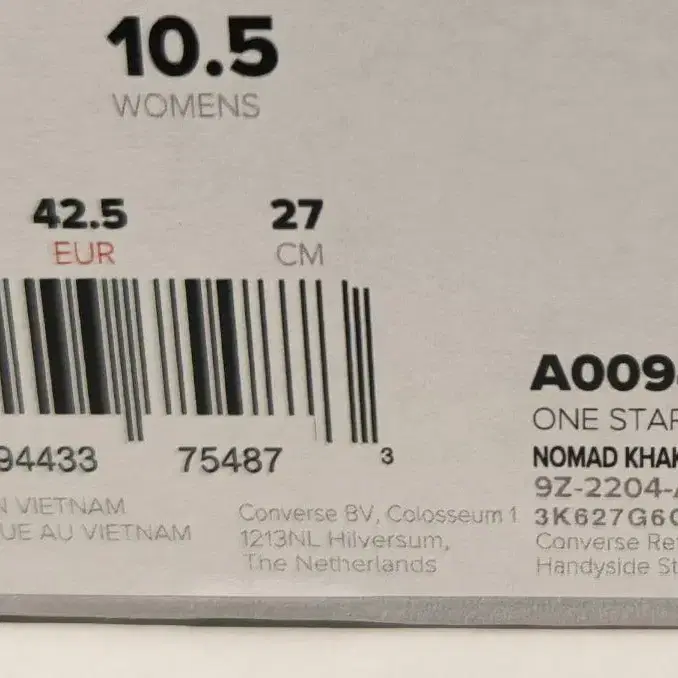 10.5
WOMENS
42.5 27
EUR CM
94433 75487 3
N VIETNAM
UE AU VIETNAM
Converse BV, Colosseum 1
1213NL Hilversum,
The Netherlands
A009
ONE STAR
NOMAD KHAK
9Z-2204-
3K627G6
Converse Re
Handyside St